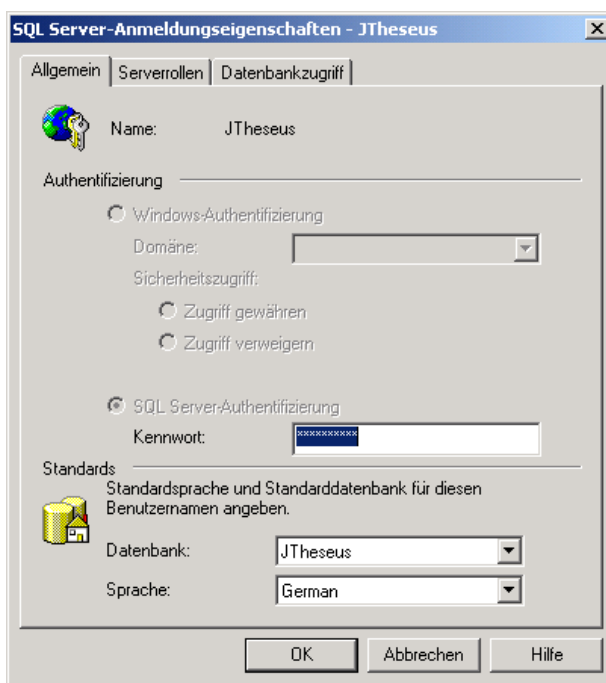 SQL Server-Anmeldungseigenschaften - JTheseus
Allgemein Serverrollen Datenbankzugriff
Name: JTheseus
Authentifizierung
Windows-Authentifizierung
Domäne:
Sicherheitszugriff:
Zugriff gewähren
Zugriff verweigern
SQL Server-Authentifizierung
Kennwort: **********
Standards
Standardsprache und Standarddatenbank für diesen
Benutzernamen angeben.
Datenbank: JTheseus
Sprache: German
OK Abbrechen Hilfe